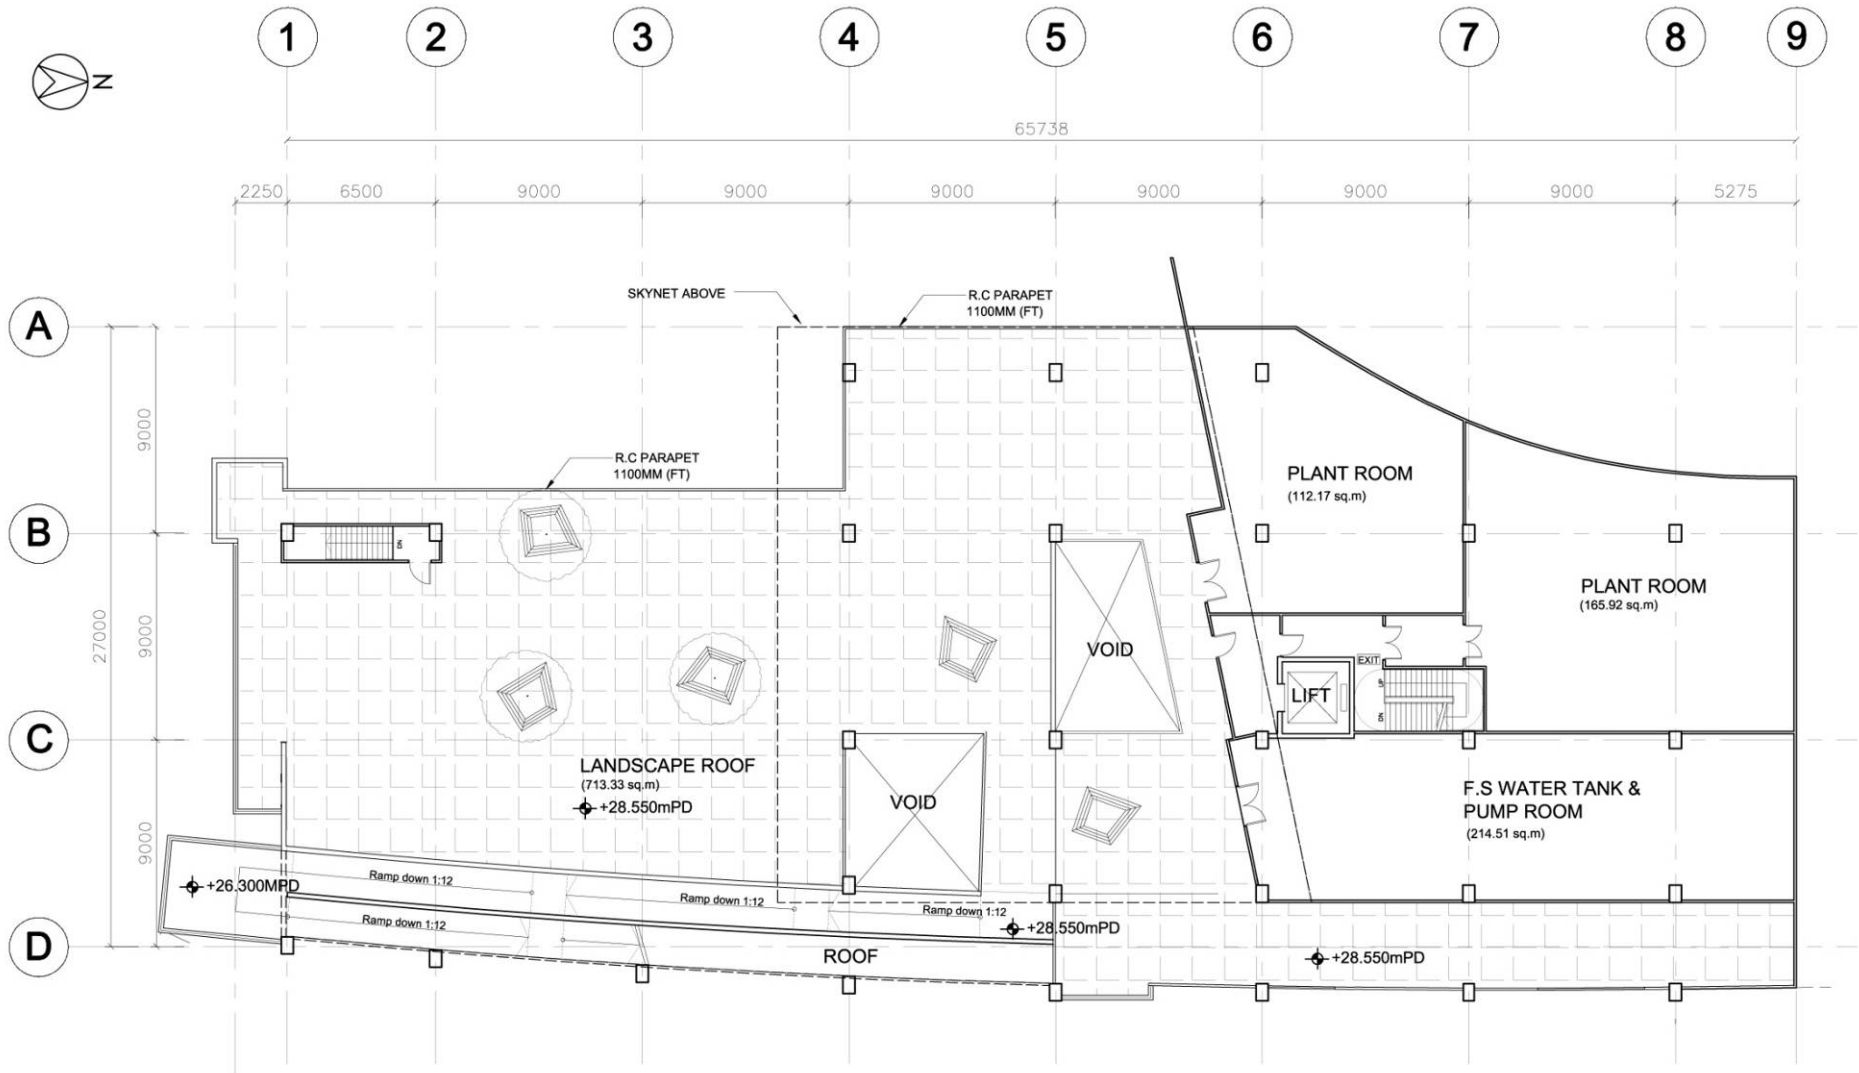 1 2 3 4 5 6 7 8 9
N
65738
2250 6500 9000 9000 9000 9000 9000 9000 5275
SKYNET ABOVE
R.C PARAPET
1100MM (FT)
A
9000
R.C PARAPET
1100MM (FT)
PLANT ROOM
(112.17 sq.m)
B
DN
PLANT ROOM
(165.92 sq.m)
27000
9000
VOID
EXIT
UP
LIFT
DN
C
LANDSCAPE ROOF
(713.33 sq.m)
+28.550mPD
VOID
F.S WATER TANK &
PUMP ROOM
(214.51 sq.m)
9000
+26.300MPD
Ramp down 1:12
Ramp down 1:12
Ramp down 1:12
Ramp down 1:12
+28.550mPD
D
ROOF
+28.550mPD